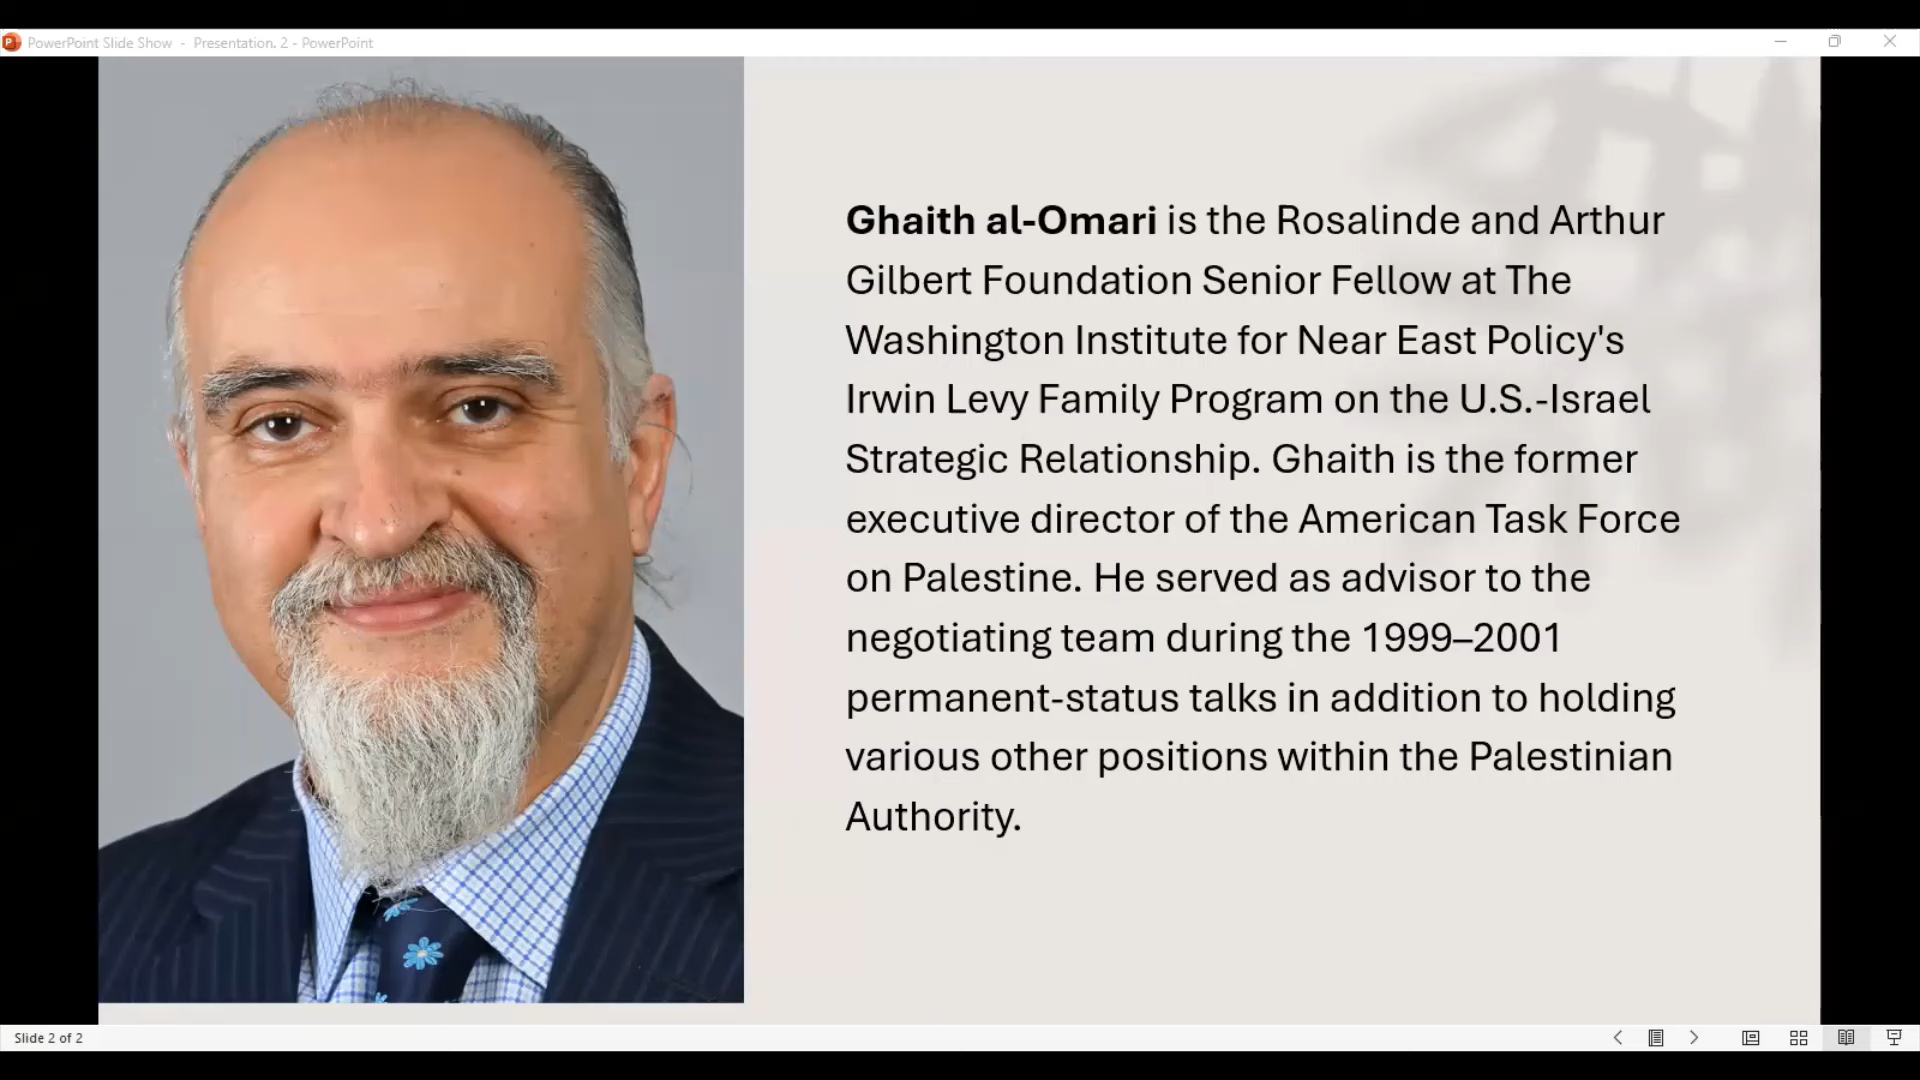 PowerPoint Slide Show - Presentation. 2 - PowerPoint
Ghaith al-Omari is the Rosalinde and Arthur
Gilbert Foundation Senior Fellow at The
Washington Institute for Near East Policy's
Irwin Levy Family Program on the U.S.-Israel
Strategic Relationship. Ghaith is the former
executive director of the American Task Force
on Palestine. He served as advisor to the
negotiating team during the 1999–2001
permanent-status talks in addition to holding
various other positions within the Palestinian
Authority.
Slide 2 of 2